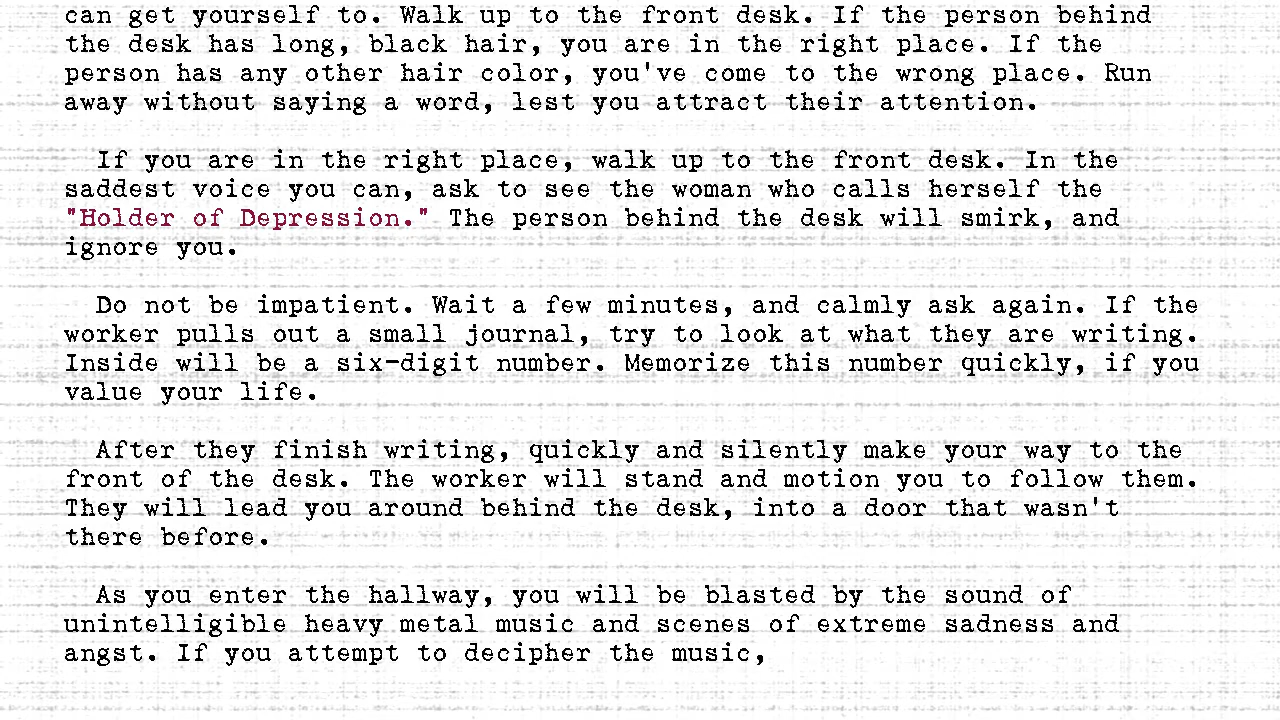 can get yourself to. Walk up to the front desk. If the person behind
the desk has long, black hair, you are in the right place. If the
person has any other hair color, you've come to the wrong place. Run
away without saying a word, lest you attract their attention.
If you are in the right place, walk up to the front desk. In the
saddest voice you can, ask to see the woman who calls herself the
"Holder of Depression." The person behind the desk will smirk, and
ignore you.
Do not be impatient. Wait a few minutes, and calmly ask again. If the
worker pulls out a small journal, try to look at what they are writing.
Inside will be a six-digit number. Memorize this number quickly, if you
value your life.
After they finish writing, quickly and silently make your way to the
front of the desk. The worker will stand and motion you to follow them.
They will lead you around behind the desk, into a door that wasn't
there before.
As you enter the hallway, you will be blasted by the sound of
unintelligible heavy metal music and scenes of extreme sadness and
angst. If you attempt to decipher the music,